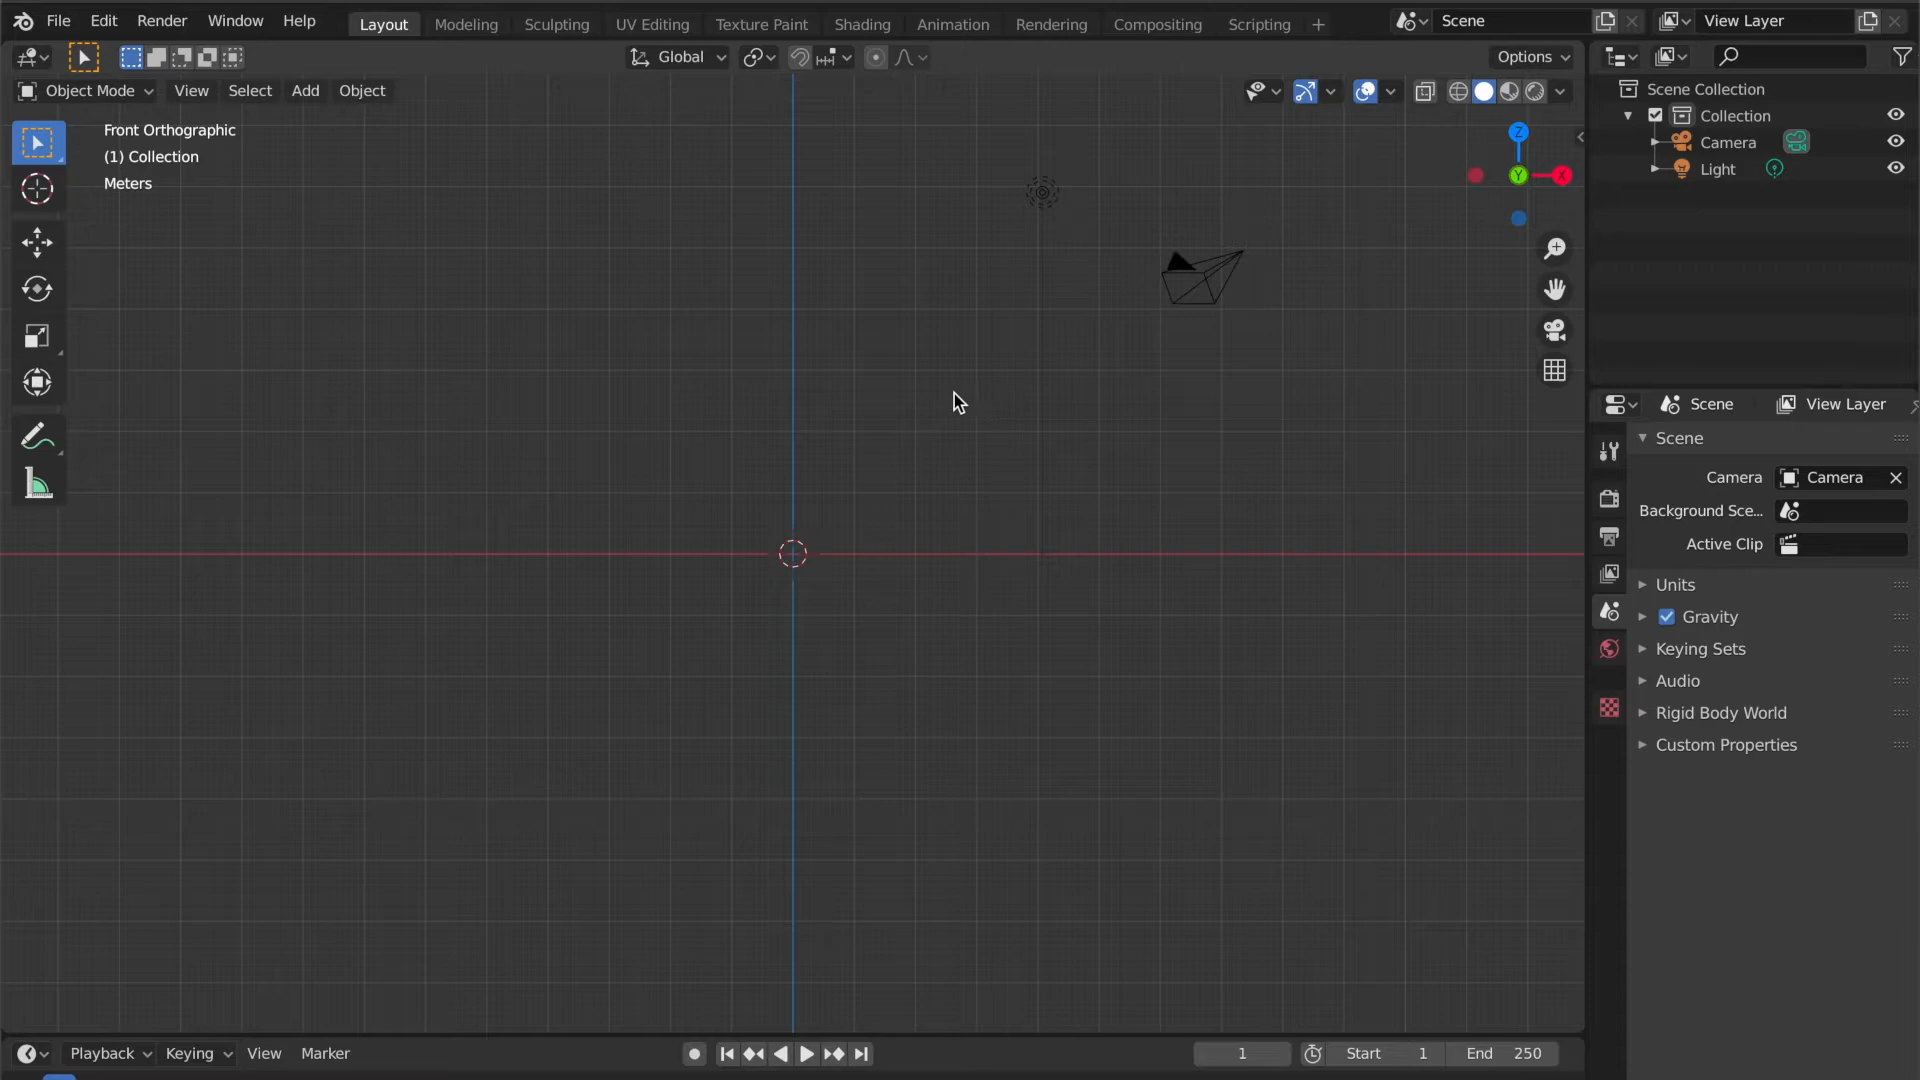 File Edit Render Window Help Layout Modeling Sculpting UV Editing Texture Paint Shading Animation Rendering Compositing Scripting + Scene View Layer
Global Options
Object Mode View Select Add Object
Front Orthographic
(1) Collection
Meters
Z
Y
X
Scene Collection
Collection
Camera
Light
Scene View Layer
Scene
Camera Camera
Background Sce...
Active Clip
Units
Gravity
Keying Sets
Audio
Rigid Body World
Custom Properties
Playback Keying View Marker 1 Start 1 End 250